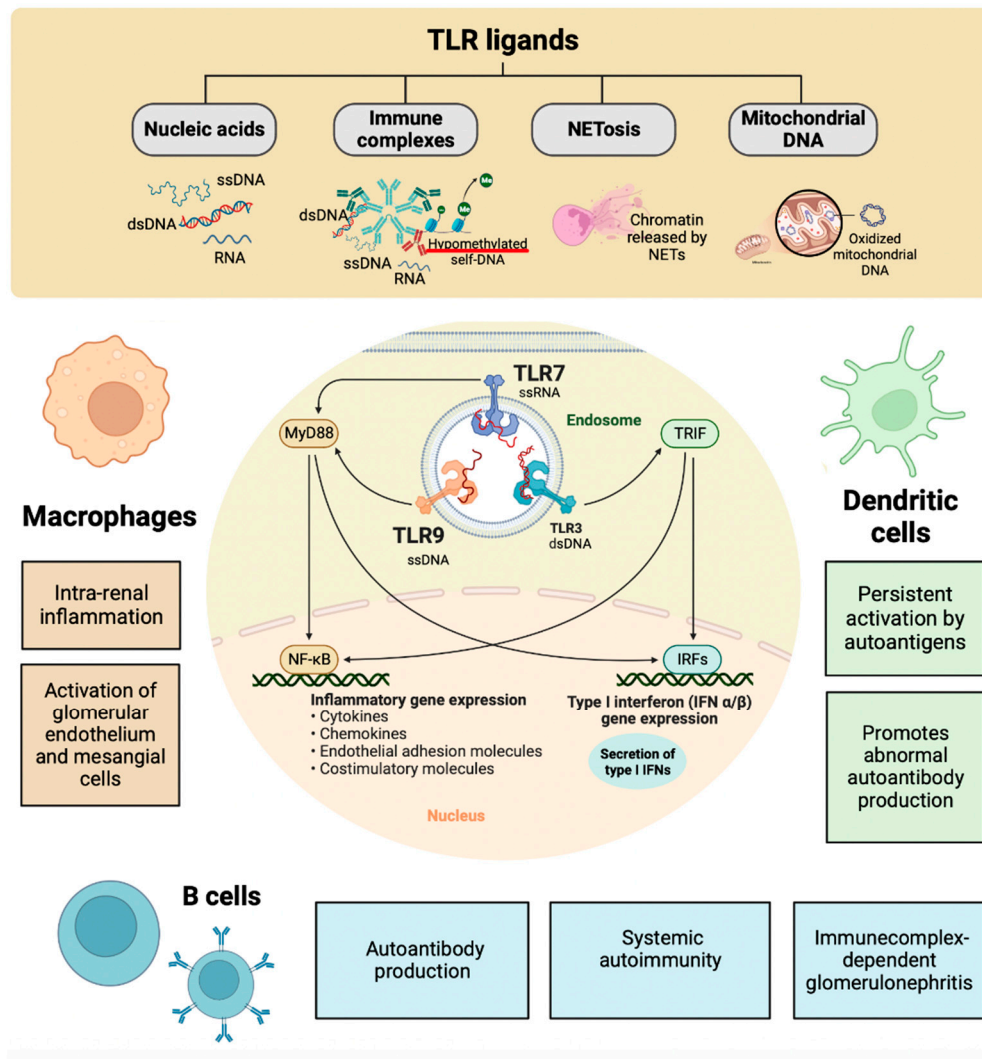 TLR ligands
Nucleic acids
Immune
complexes
NETosis
Mitochondrial
DNA
ssDNA
dsDNA
RNA
Me
Me
dsDNA
ssDNA
RNA
Hypomethylated
self-DNA
Chromatin
released by
NETs
Oxidized
mitochondrial
DNA
TLR7
ssRNA
Endosome
MyD88
TRIF
TLR9
ssDNA
TLR3
dsDNA
Macrophages
Intra-renal
inflammation
Activation of
glomerular
endothelium
and mesangial
cells
Dendritic
cells
Persistent
activation by
autoantigens
Promotes
abnormal
autoantibody
production
NF-κB
IRFs
Inflammatory gene expression
• Cytokines
• Chemokines
• Endothelial adhesion molecules
• Costimulatory molecules
Type I interferon (IFN α/β)
gene expression
Secretion of
type I IFNs
Nucleus
B cells
Autoantibody
production
Systemic
autoimmunity
Immunecomplex-
dependent
glomerulonephritis